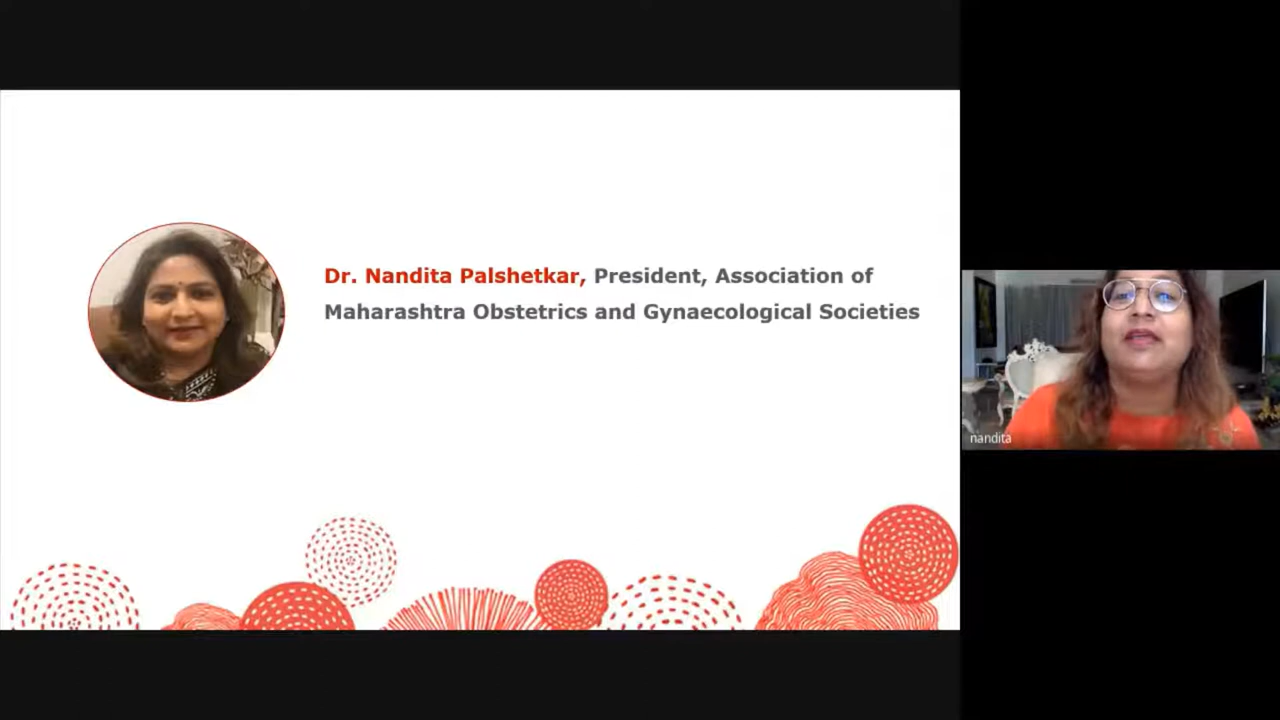 Dr. Nandita Palshetkar, President, Association of
Maharashtra Obstetrics and Gynaecological Societies
nandita